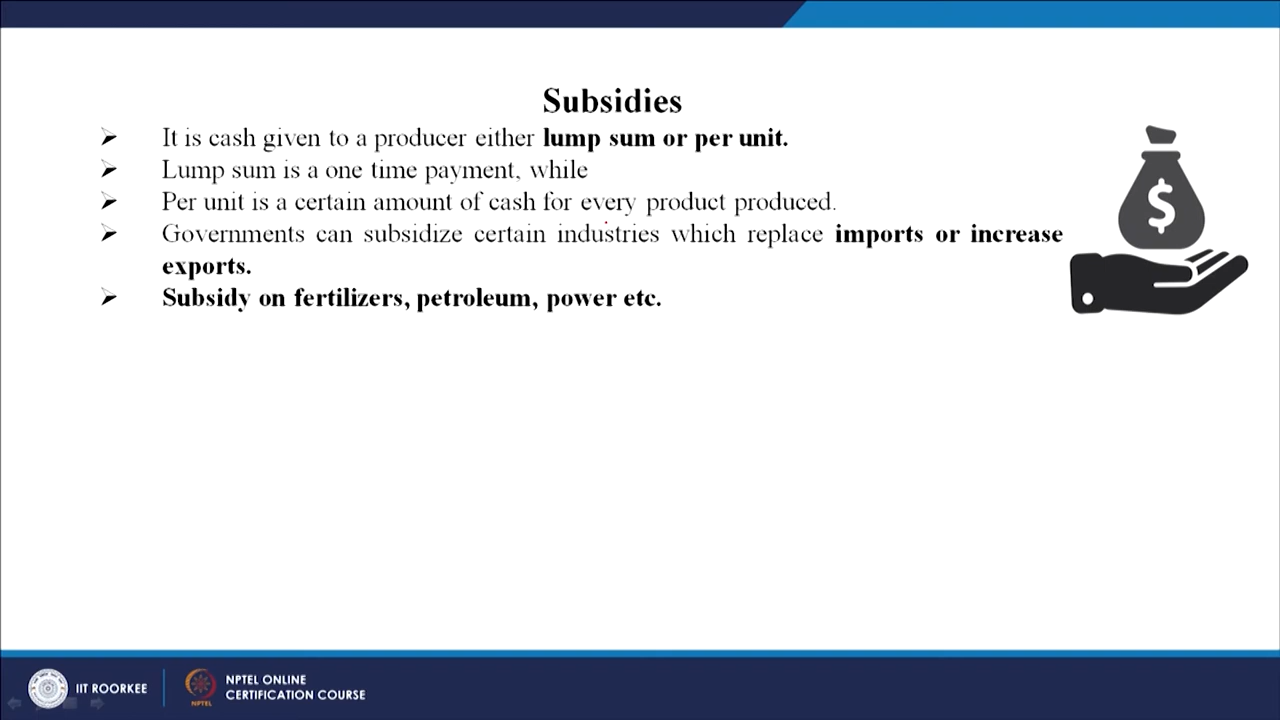 Subsidies
➢ It is cash given to a producer either lump sum or per unit.
➢ Lump sum is a one time payment, while
➢ Per unit is a certain amount of cash for every product produced.
➢ Governments can subsidize certain industries which replace imports or increase
exports.
➢ Subsidy on fertilizers, petroleum, power etc.
$
IIT ROORKEE
NPTEL
NPTEL ONLINE
CERTIFICATION COURSE